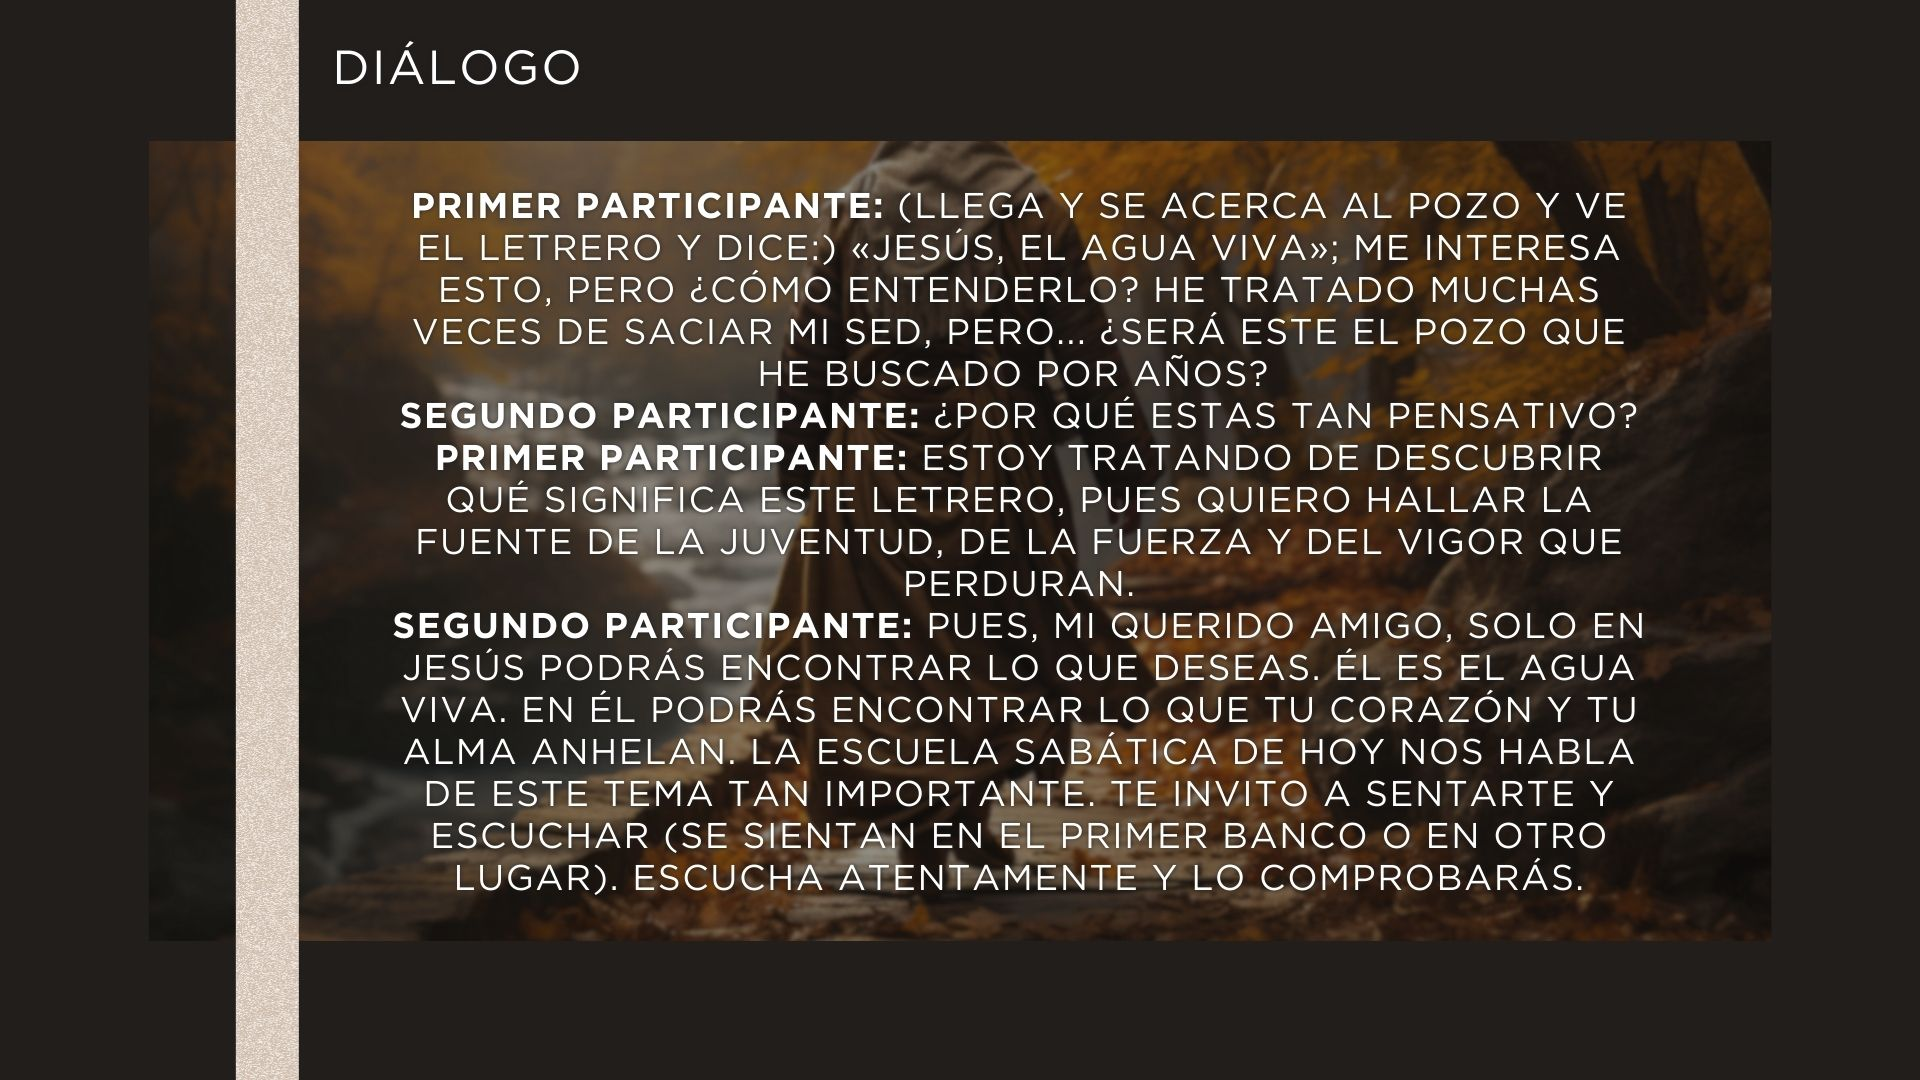 DIÁLOGO
PRIMER PARTICIPANTE: (LLEGA Y SE ACERCA AL POZO Y VE
EL LETRERO Y DICE:) «JESÚS, EL AGUA VIVA»; ME INTERESA
ESTO, PERO ¿CÓMO ENTENDERLO? HE TRATADO MUCHAS
VECES DE SACIAR MI SED, PERO... ¿SERÁ ESTE EL POZO QUE
HE BUSCADO POR AÑOS?
SEGUNDO PARTICIPANTE: ¿POR QUÉ ESTAS TAN PENSATIVO?
PRIMER PARTICIPANTE: ESTOY TRATANDO DE DESCUBRIR
QUÉ SIGNIFICA ESTE LETRERO, PUES QUIERO HALLAR LA
FUENTE DE LA JUVENTUD, DE LA FUERZA Y DEL VIGOR QUE
PERDURAN.
SEGUNDO PARTICIPANTE: PUES, MI QUERIDO AMIGO, SOLO EN
JESÚS PODRÁS ENCONTRAR LO QUE DESEAS. ÉL ES EL AGUA
VIVA. EN ÉL PODRÁS ENCONTRAR LO QUE TU CORAZÓN Y TU
ALMA ANHELAN. LA ESCUELA SABÁTICA DE HOY NOS HABLA
DE ESTE TEMA TAN IMPORTANTE. TE INVITO A SENTARTE Y
ESCUCHAR (SE SIENTAN EN EL PRIMER BANCO O EN OTRO
LUGAR). ESCUCHA ATENTAMENTE Y LO COMPROBARÁS.